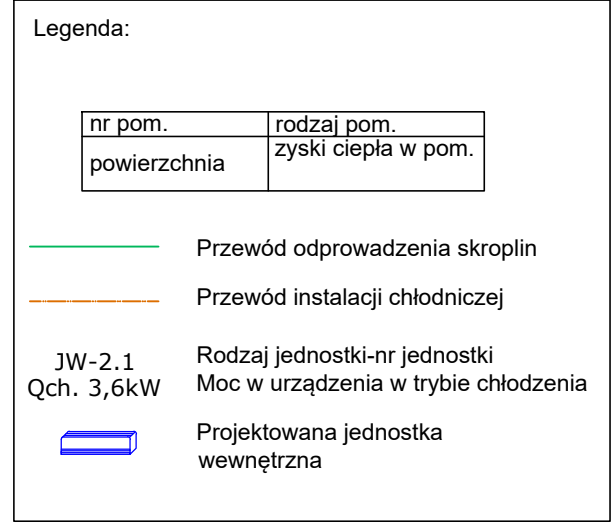 Legenda:
nr pom.
rodzaj pom.
powierzchnia
zyski ciepła w pom.
Przewód odprowadzenia skroplin
Przewód instalacji chłodniczej
JW-2.1
Qch. 3,6kW
Rodzaj jednostki-nr jednostki
Moc w urządzenia w trybie chłodzenia
Projektowana jednostka
wewnętrzna